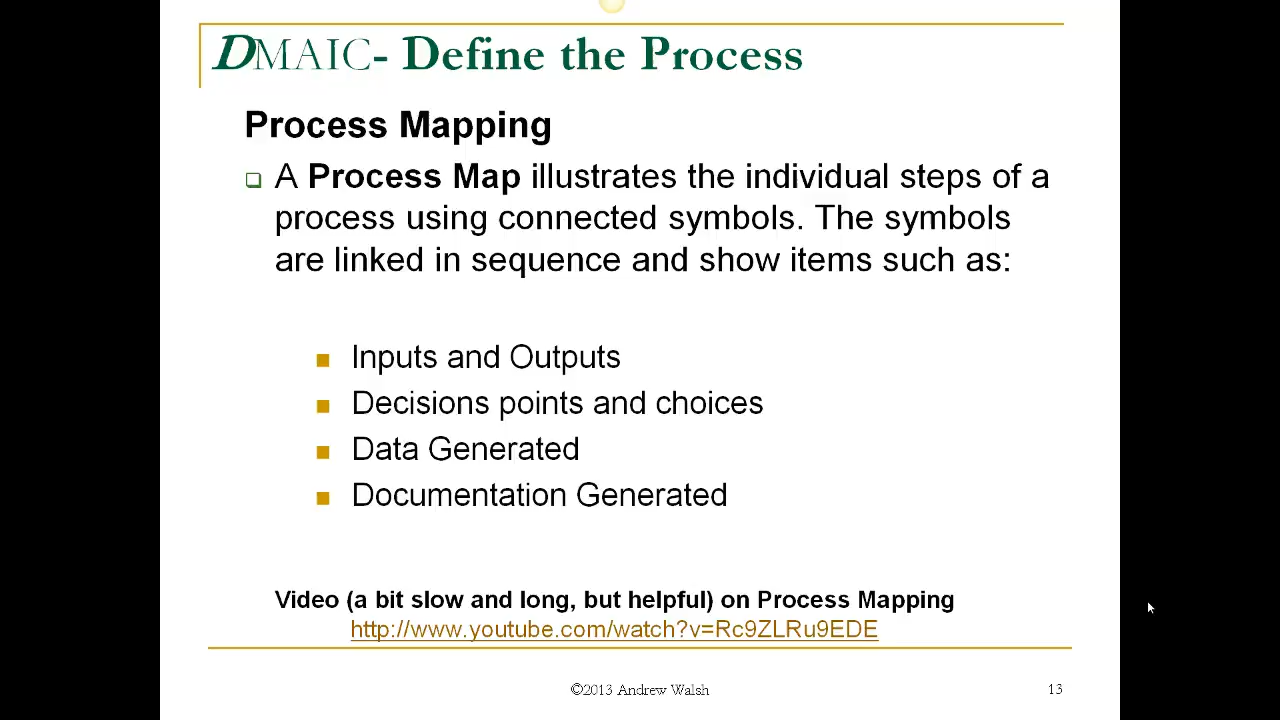 DMAIC- Define the Process
Process Mapping
A Process Map illustrates the individual steps of a
process using connected symbols. The symbols
are linked in sequence and show items such as:
Inputs and Outputs
Decisions points and choices
Data Generated
Documentation Generated
Video (a bit slow and long, but helpful) on Process Mapping
http://www.youtube.com/watch?v=Rc9ZLRu9EDE
©2013 Andrew Walsh
13